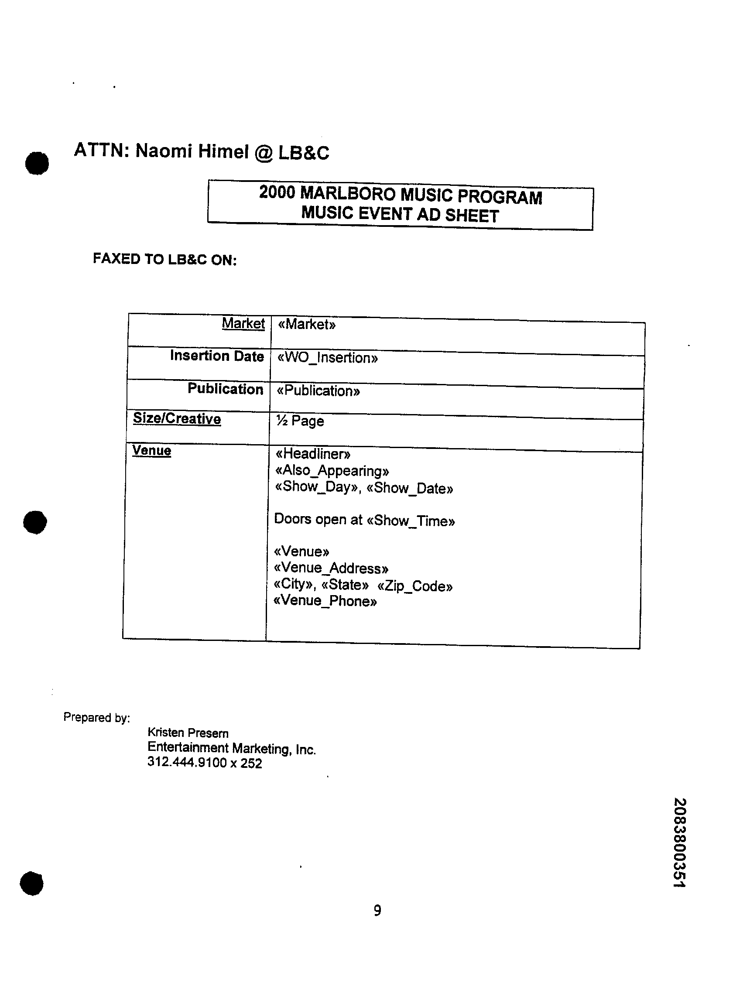 ATTN: Naomi Himel @ LB&C
2000 MARLBORO MUSIC PROGRAM
MUSIC EVENT AD SHEET
FAXED TO LB&C ON:
Market «Market»
Insertion Date «WO_Insertion»
Publication «Publication»
Size/Creative ½ Page
Venue «Headliner»
«Also_Appearing»
«Show_Day», «Show_Date»
Doors open at «Show_Time»
«Venue»
«Venue_Address»
«City», «State» «Zip_Code»
«Venue_Phone»
Prepared by:
Kristen Presern
Entertainment Marketing, Inc.
312.444.9100 x 252
2083800351
9